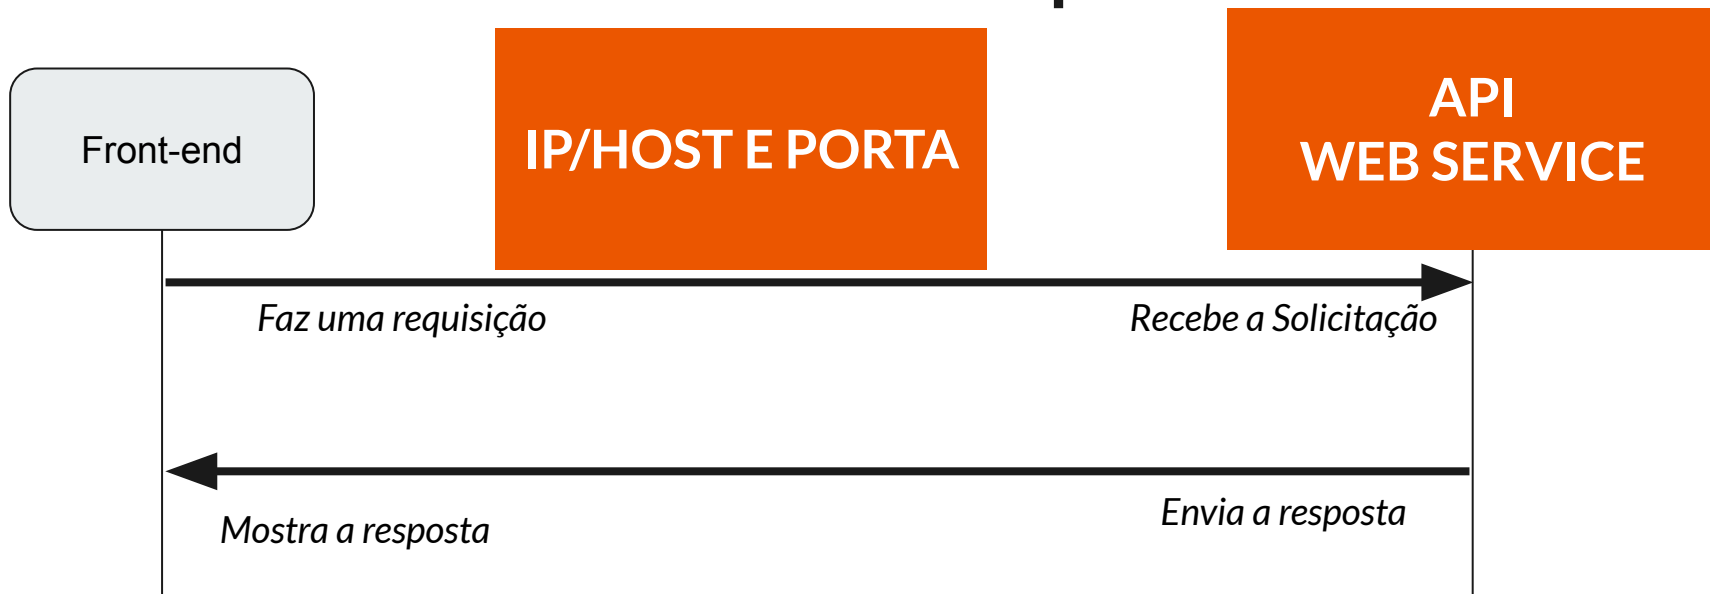 Front-end
IP/HOST E PORTA
API
WEB SERVICE
Faz uma requisição
Recebe a Solicitação
Envia a resposta
Mostra a resposta